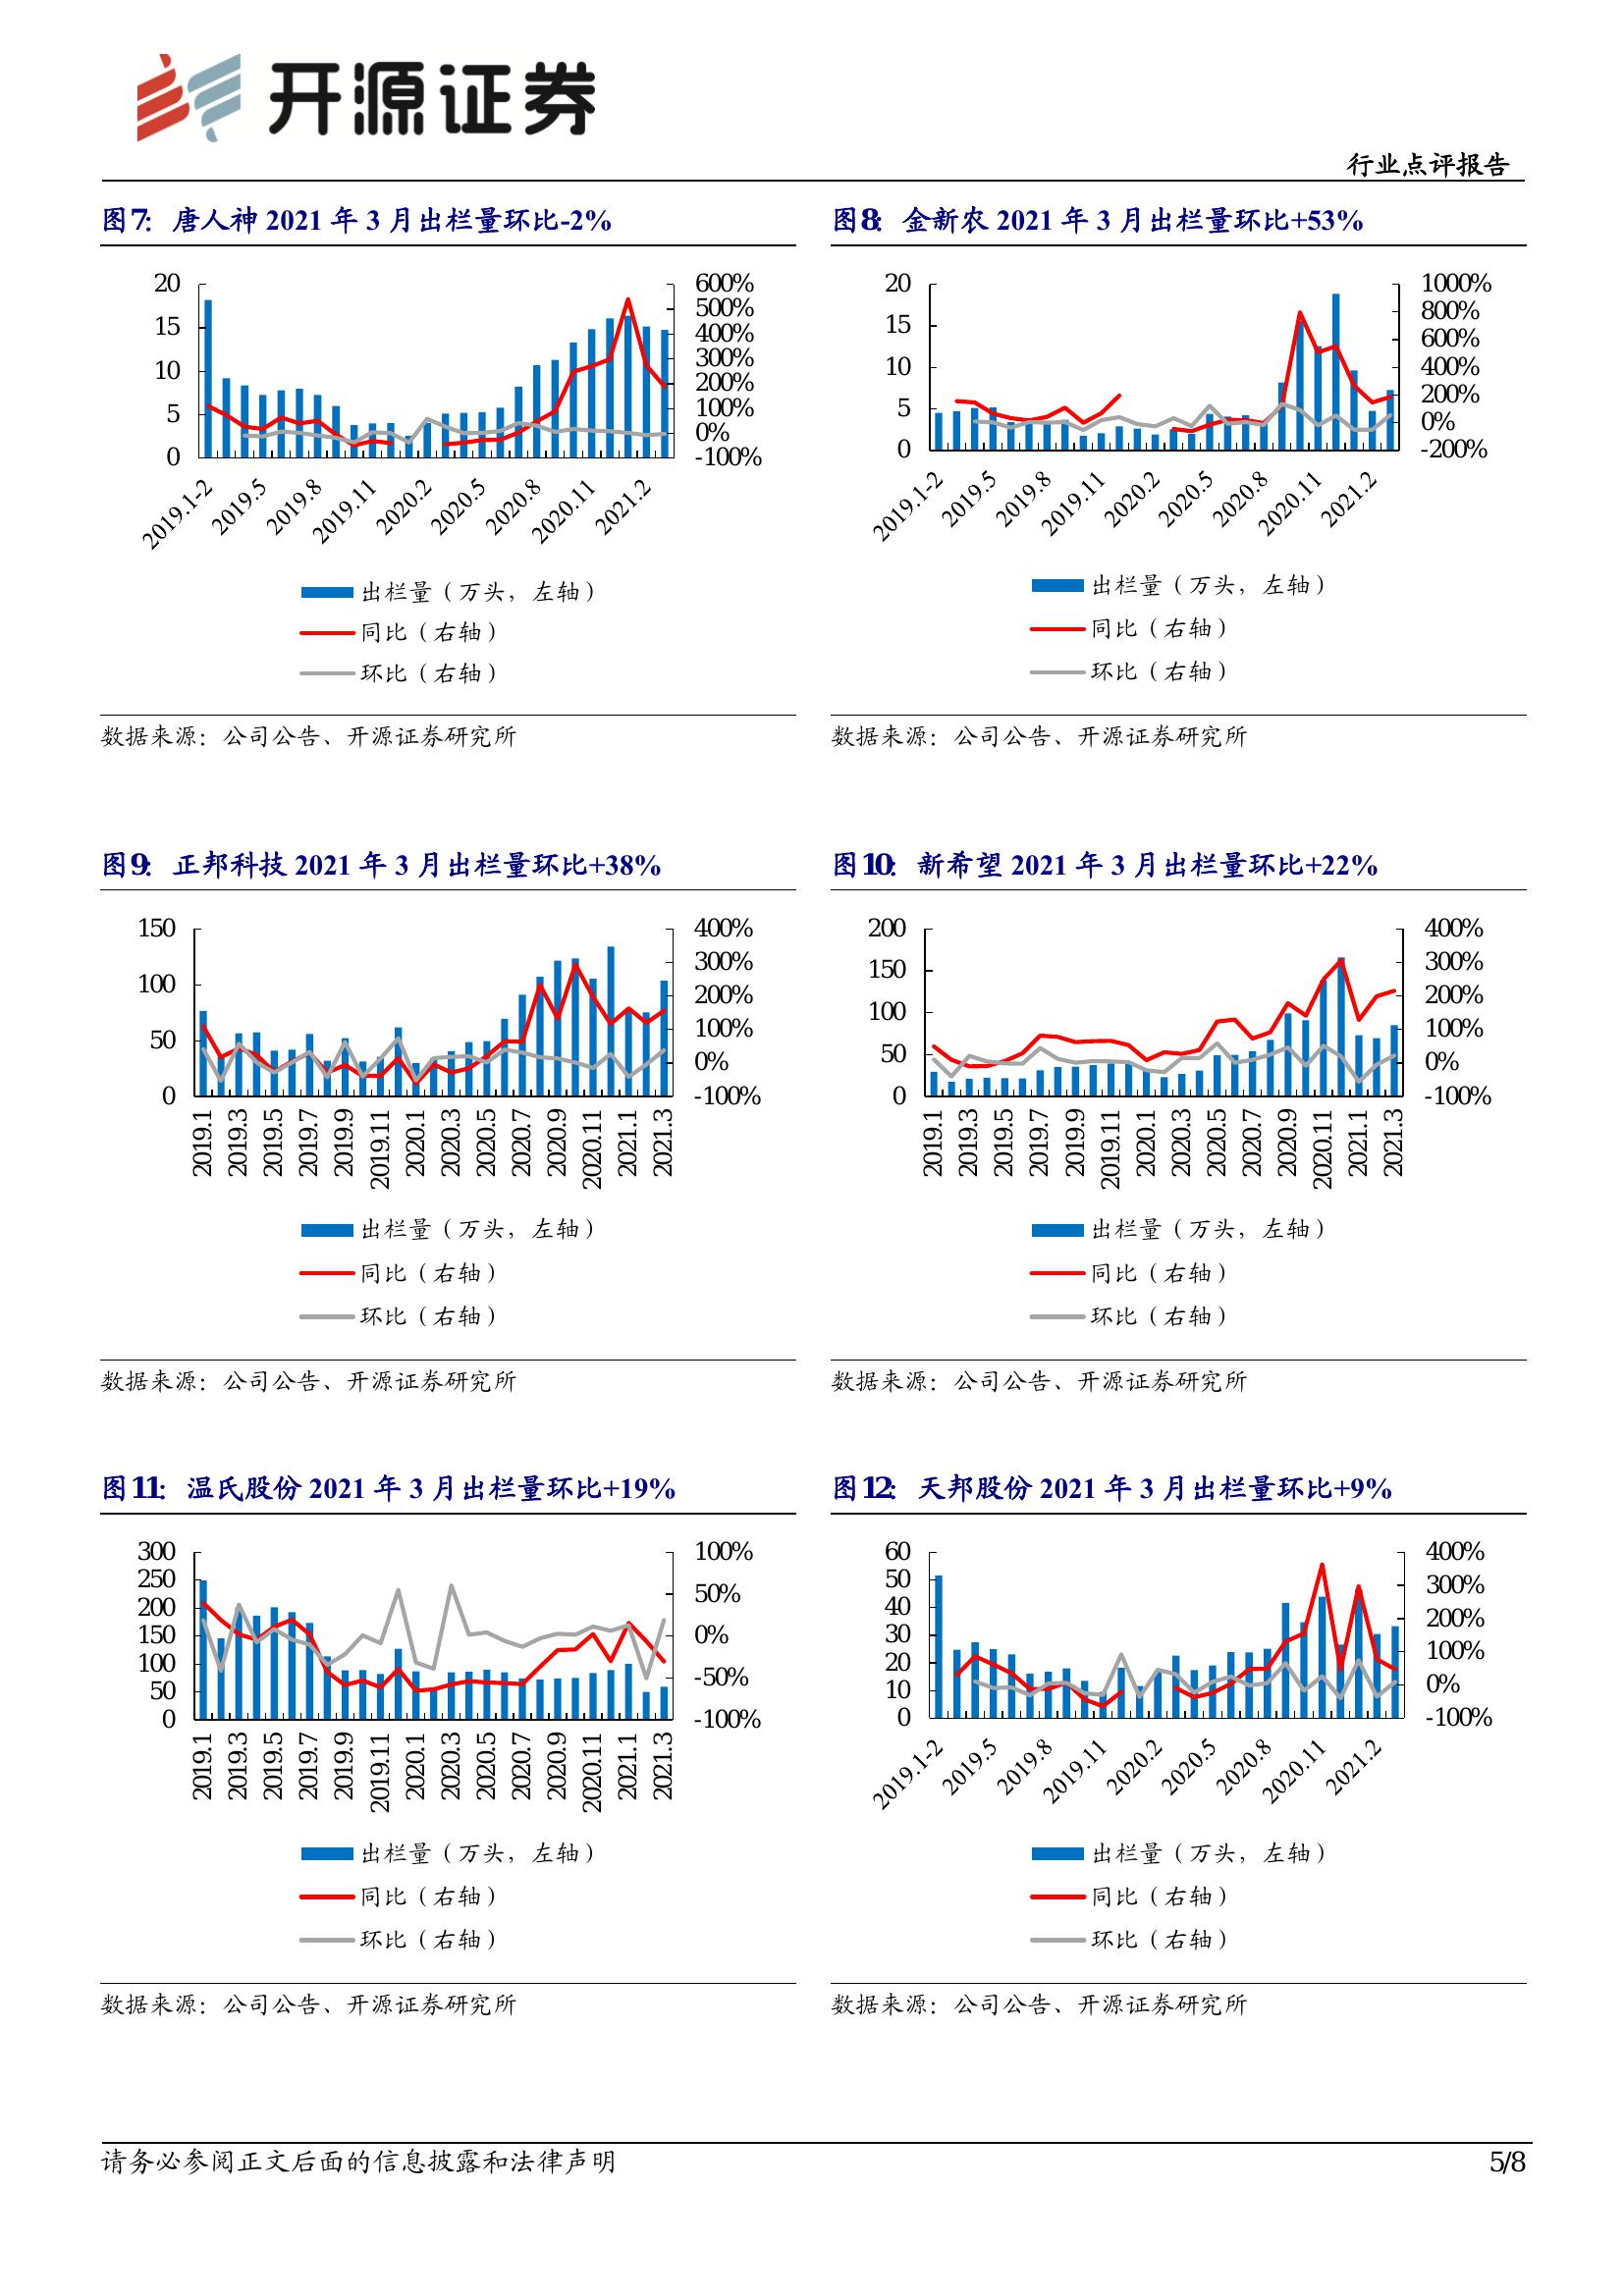 开源证券
行业点评报告
图7：唐人神 2021 年 3 月出栏量环比-2%
20
15
10
5
0
600%
500%
400%
300%
200%
100%
0%
-100%
2019.1-2 2019.5 2019.8 2019.11 2020.2 2020.5 2020.8 2020.11 2021.2
出栏量（万头，左轴）
同比（右轴）
环比（右轴）
数据来源：公司公告、开源证券研究所
图8：金新农 2021 年 3 月出栏量环比+53%
20
15
10
5
0
1000%
800%
600%
400%
200%
0%
-200%
2019.1-2 2019.5 2019.8 2019.11 2020.2 2020.5 2020.8 2020.11 2021.2
出栏量（万头，左轴）
同比（右轴）
环比（右轴）
数据来源：公司公告、开源证券研究所
图9：正邦科技 2021 年 3 月出栏量环比+38%
150
100
50
0
400%
300%
200%
100%
0%
-100%
2019.1 2019.3 2019.5 2019.7 2019.9 2019.11 2020.1 2020.3 2020.5 2020.7 2020.9 2020.11 2021.1 2021.3
出栏量（万头，左轴）
同比（右轴）
环比（右轴）
数据来源：公司公告、开源证券研究所
图10：新希望 2021 年 3 月出栏量环比+22%
200
150
100
50
0
400%
300%
200%
100%
0%
-100%
2019.1 2019.3 2019.5 2019.7 2019.9 2019.11 2020.1 2020.3 2020.5 2020.7 2020.9 2020.11 2021.1 2021.3
出栏量（万头，左轴）
同比（右轴）
环比（右轴）
数据来源：公司公告、开源证券研究所
图11：温氏股份 2021 年 3 月出栏量环比+19%
300
250
200
150
100
50
0
100%
50%
0%
-50%
-100%
2019.1 2019.3 2019.5 2019.7 2019.9 2019.11 2020.1 2020.3 2020.5 2020.7 2020.9 2020.11 2021.1 2021.3
出栏量（万头，左轴）
同比（右轴）
环比（右轴）
数据来源：公司公告、开源证券研究所
图12：天邦股份 2021 年 3 月出栏量环比+9%
60
50
40
30
20
10
0
400%
300%
200%
100%
0%
-100%
2019.1-2 2019.5 2019.8 2019.11 2020.2 2020.5 2020.8 2020.11 2021.2
出栏量（万头，左轴）
同比（右轴）
环比（右轴）
数据来源：公司公告、开源证券研究所
请务必参阅正文后面的信息披露和法律声明
5/8